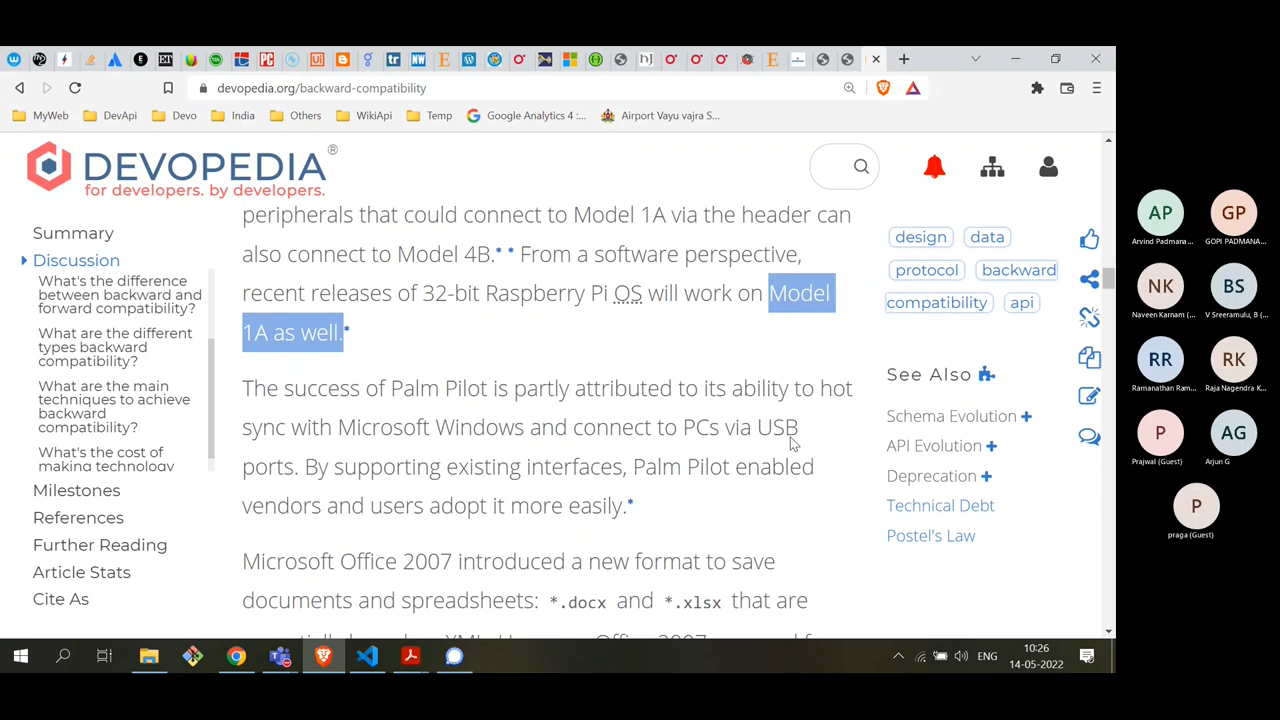 devopedia.org/backward-compatibility
MyWeb
DevApi
Devo
India
Others
WikiApi
Temp
Google Analytics 4 :...
Airport Vayu vajra S...
DEVOPEDIA®
for developers. by developers.
Summary
Discussion
What's the difference
between backward and
forward compatibility?
What are the different
types backward
compatibility?
What are the main
techniques to achieve
backward
compatibility?
What's the cost of
making technology
Milestones
References
Further Reading
Article Stats
Cite As
peripherals that could connect to Model 1A via the header can
also connect to Model 4B.* * From a software perspective,
recent releases of 32-bit Raspberry Pi OS will work on Model
1A as well.*
The success of Palm Pilot is partly attributed to its ability to hot
sync with Microsoft Windows and connect to PCs via USB
ports. By supporting existing interfaces, Palm Pilot enabled
vendors and users adopt it more easily.*
Microsoft Office 2007 introduced a new format to save
documents and spreadsheets: *.docx and *.xlsx that are
design
data
protocol
backward
compatibility
api
See Also
Schema Evolution +
API Evolution +
Deprecation +
Technical Debt
Postel's Law
AP
Arvind Padmana...
GP
GOPI PADMANA...
NK
Naveen Karnam (...
BS
V Sreeramulu, B (...
RR
Ramanathan Ram...
RK
Raja Nagendra K...
P
Prajwal (Guest)
AG
Arjun G
P
praga (Guest)
ENG
10:26
14-05-2022